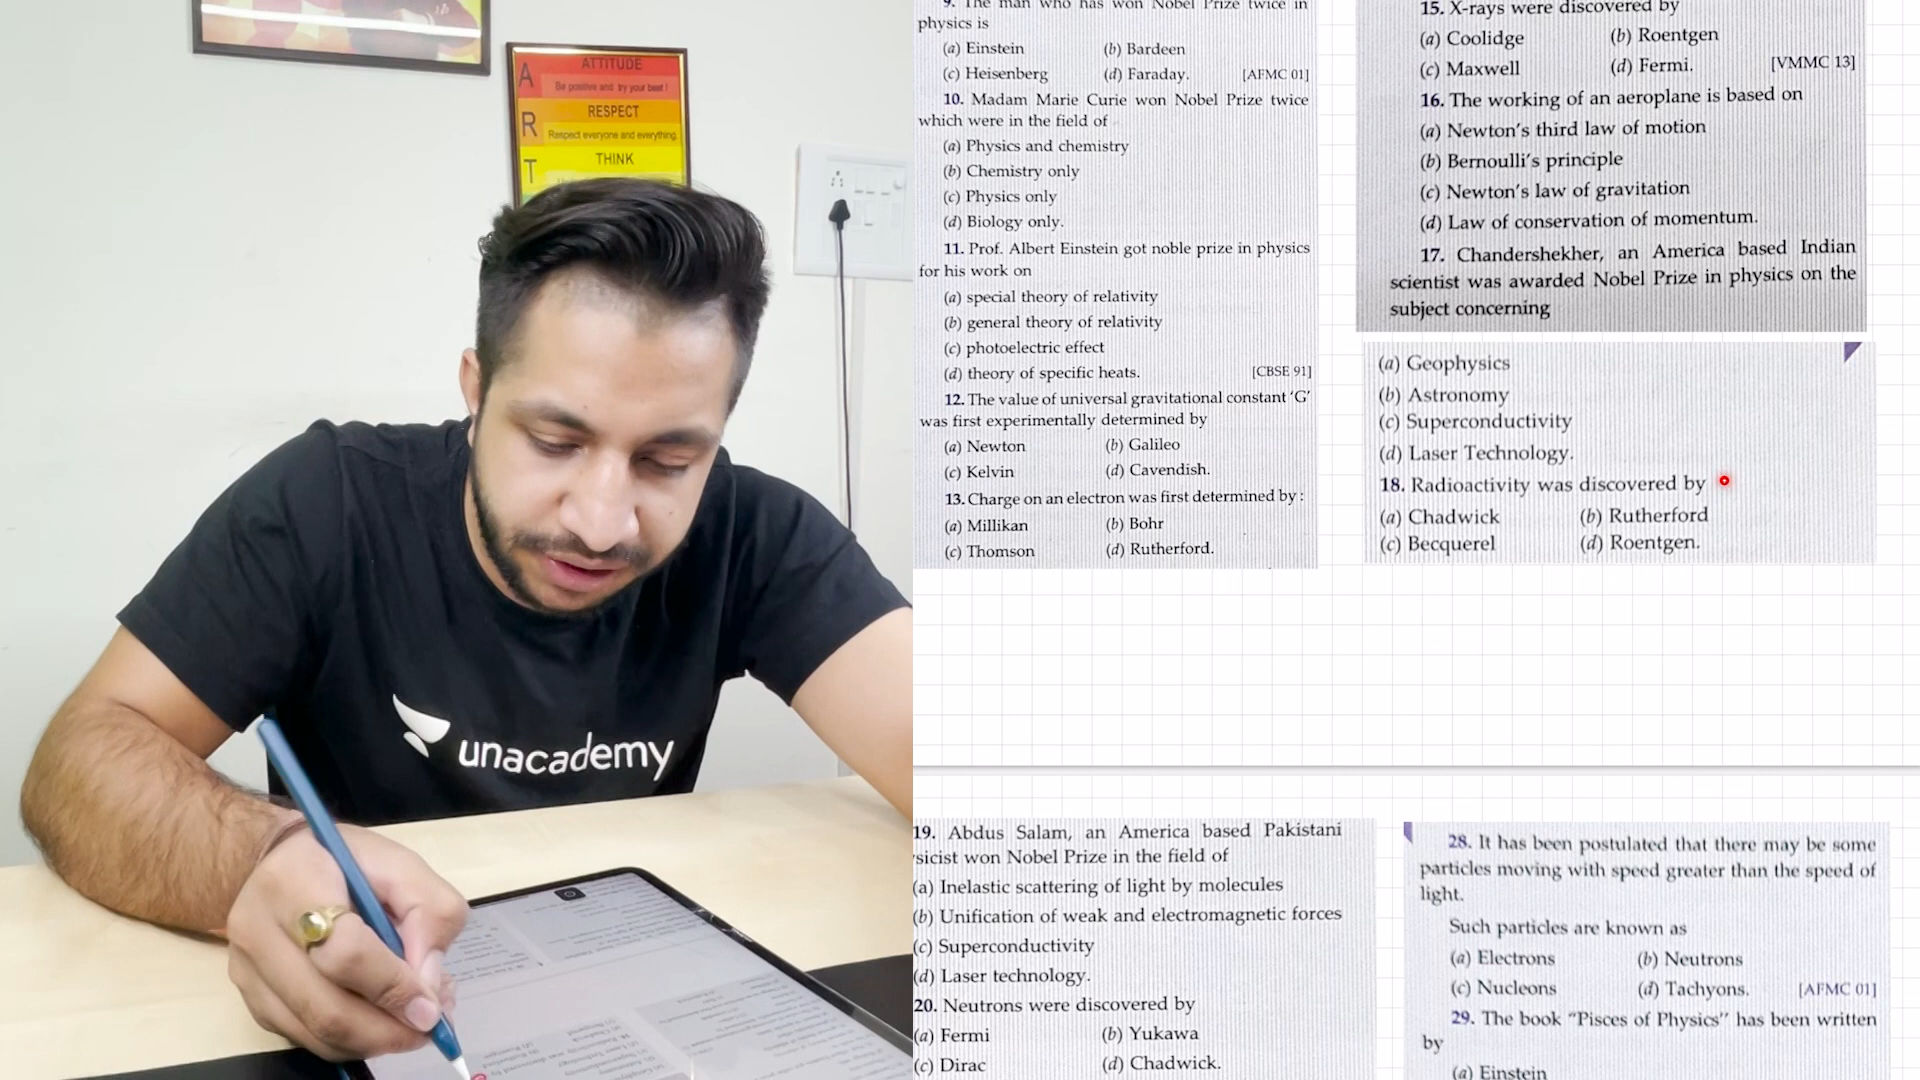 A
ATTITUDE
Be positive and try your best!
R
RESPECT
Respect everyone and everything.
T
THINK
unacademy
9. The man who has won Nobel Prize twice in
physics is
(a) Einstein (b) Bardeen
(c) Heisenberg (d) Faraday. [AFMC 01]
10. Madam Marie Curie won Nobel Prize twice
which were in the field of
(a) Physics and chemistry
(b) Chemistry only
(c) Physics only
(d) Biology only.
11. Prof. Albert Einstein got noble prize in physics
for his work on
(a) special theory of relativity
(b) general theory of relativity
(c) photoelectric effect
(d) theory of specific heats. [CBSE 91]
12. The value of universal gravitational constant ‘G’
was first experimentally determined by
(a) Newton (b) Galileo
(c) Kelvin (d) Cavendish.
13. Charge on an electron was first determined by :
(a) Millikan (b) Bohr
(c) Thomson (d) Rutherford.
15. X-rays were discovered by
(a) Coolidge (b) Roentgen
(c) Maxwell (d) Fermi. [VMMC 13]
16. The working of an aeroplane is based on
(a) Newton’s third law of motion
(b) Bernoulli’s principle
(c) Newton’s law of gravitation
(d) Law of conservation of momentum.
17. Chandershekher, an America based Indian
scientist was awarded Nobel Prize in physics on the
subject concerning
(a) Geophysics
(b) Astronomy
(c) Superconductivity
(d) Laser Technology.
18. Radioactivity was discovered by
(a) Chadwick (b) Rutherford
(c) Becquerel (d) Roentgen.
19. Abdus Salam, an America based Pakistani
sicist won Nobel Prize in the field of
(a) Inelastic scattering of light by molecules
(b) Unification of weak and electromagnetic forces
(c) Superconductivity
(d) Laser technology.
20. Neutrons were discovered by
(a) Fermi (b) Yukawa
(c) Dirac (d) Chadwick.
28. It has been postulated that there may be some
particles moving with speed greater than the speed of
light.
Such particles are known as
(a) Electrons (b) Neutrons
(c) Nucleons (d) Tachyons. [AFMC 01]
29. The book “Pisces of Physics” has been written
by
(a) Einstein